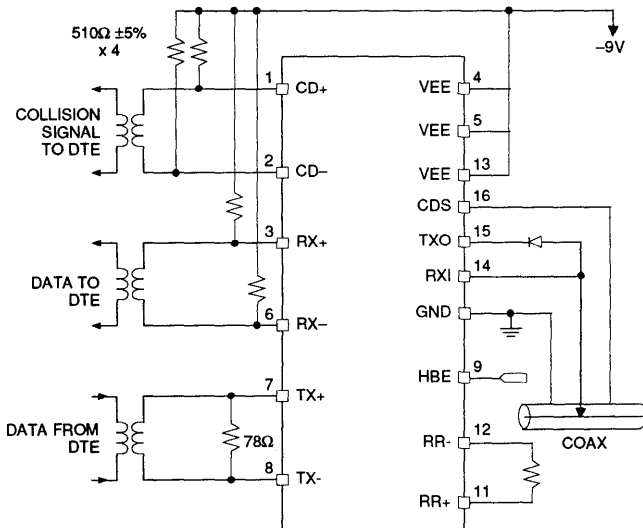 510Ω ±5%
x 4
–9V
1
CD+
VEE
4
COLLISION
SIGNAL
TO DTE
VEE
5
2
CD–
VEE
13
CDS
16
3
RX+
TXO
15
RXI
14
DATA TO
DTE
GND
6
RX–
7
TX+
HBE
9
DATA FROM
DTE
78Ω
RR-
12
COAX
8
TX-
RR+
11